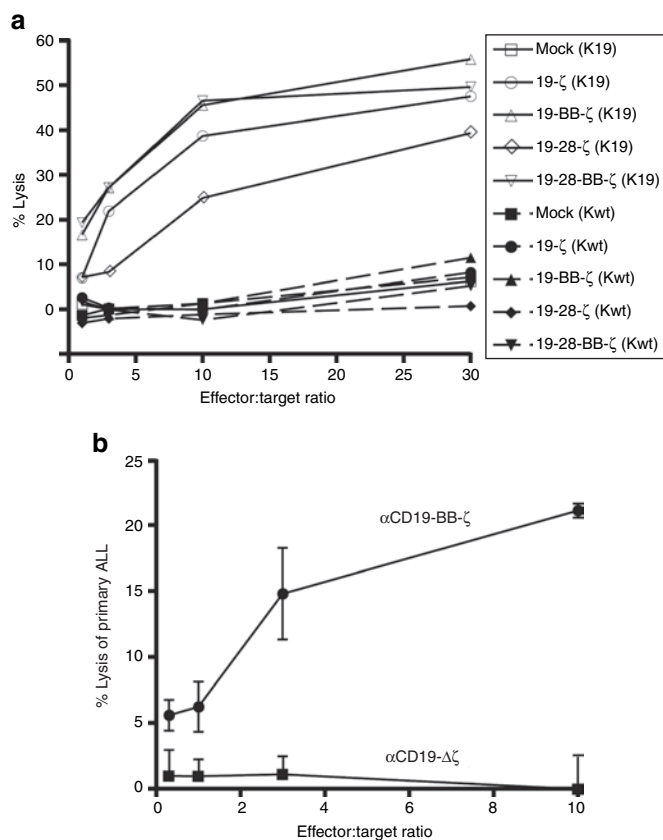 a
60
50
40
30
20
10
0
% Lysis
0 5 10 15 20 25 30
Effector:target ratio
Mock (K19)
19-ζ (K19)
19-BB-ζ (K19)
19-28-ζ (K19)
19-28-BB-ζ (K19)
Mock (Kwt)
19-ζ (Kwt)
19-BB-ζ (Kwt)
19-28-ζ (Kwt)
19-28-BB-ζ (Kwt)
b
25
20
15
10
5
0
% Lysis of primary ALL
αCD19-BB-ζ
αCD19-Δζ
0 2 4 6 8 10
Effector:target ratio